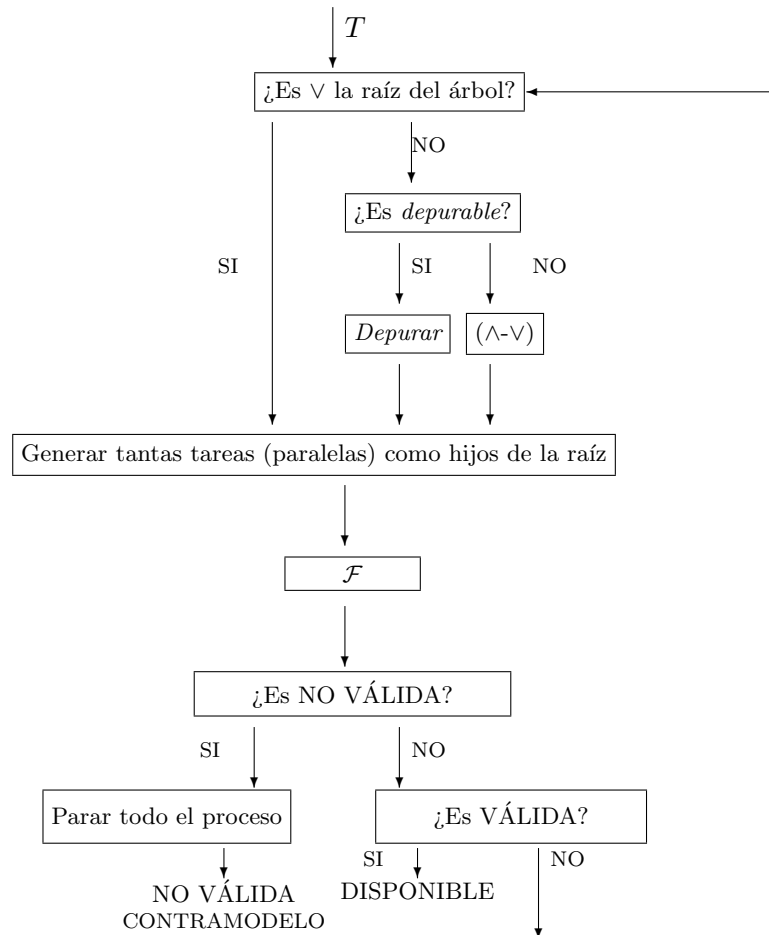 T
¿Es ∨ la raíz del árbol?
NO
¿Es depurable?
SI
SI
NO
Depurar
(∧-∨)
Generar tantas tareas (paralelas) como hijos de la raíz
ℱ
¿Es NO VÁLIDA?
SI
NO
Parar todo el proceso
¿Es VÁLIDA?
SI
NO
NO VÁLIDA
CONTRAMODELO
DISPONIBLE